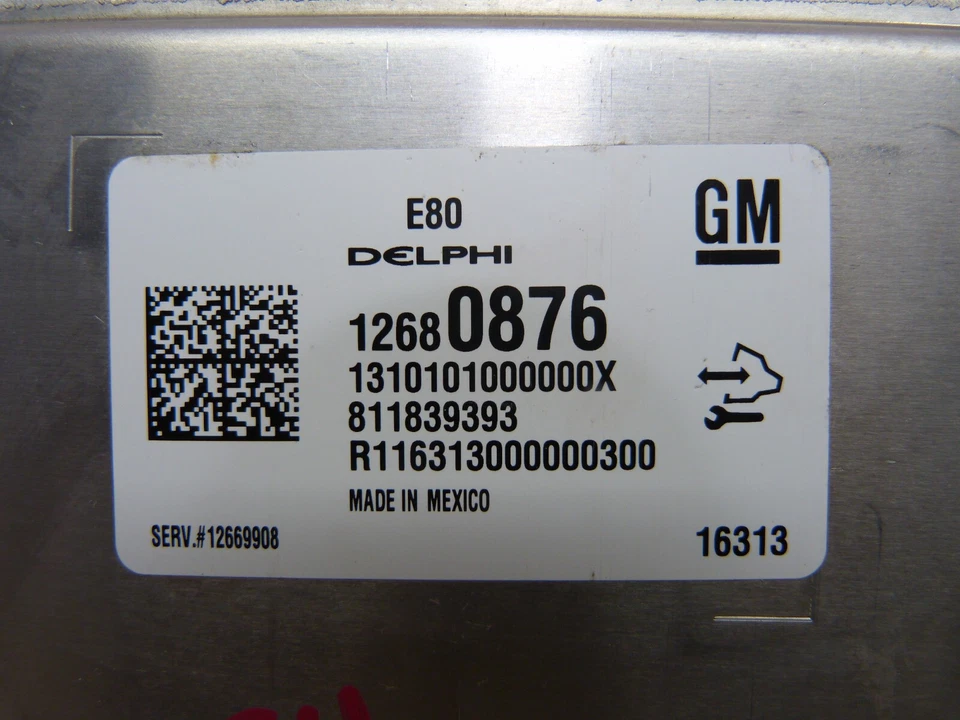 E80
GM
DELPHI
12680876
1310101000000X
811839393
R116313000000300
MADE IN MEXICO
SERV.#12669908
16313